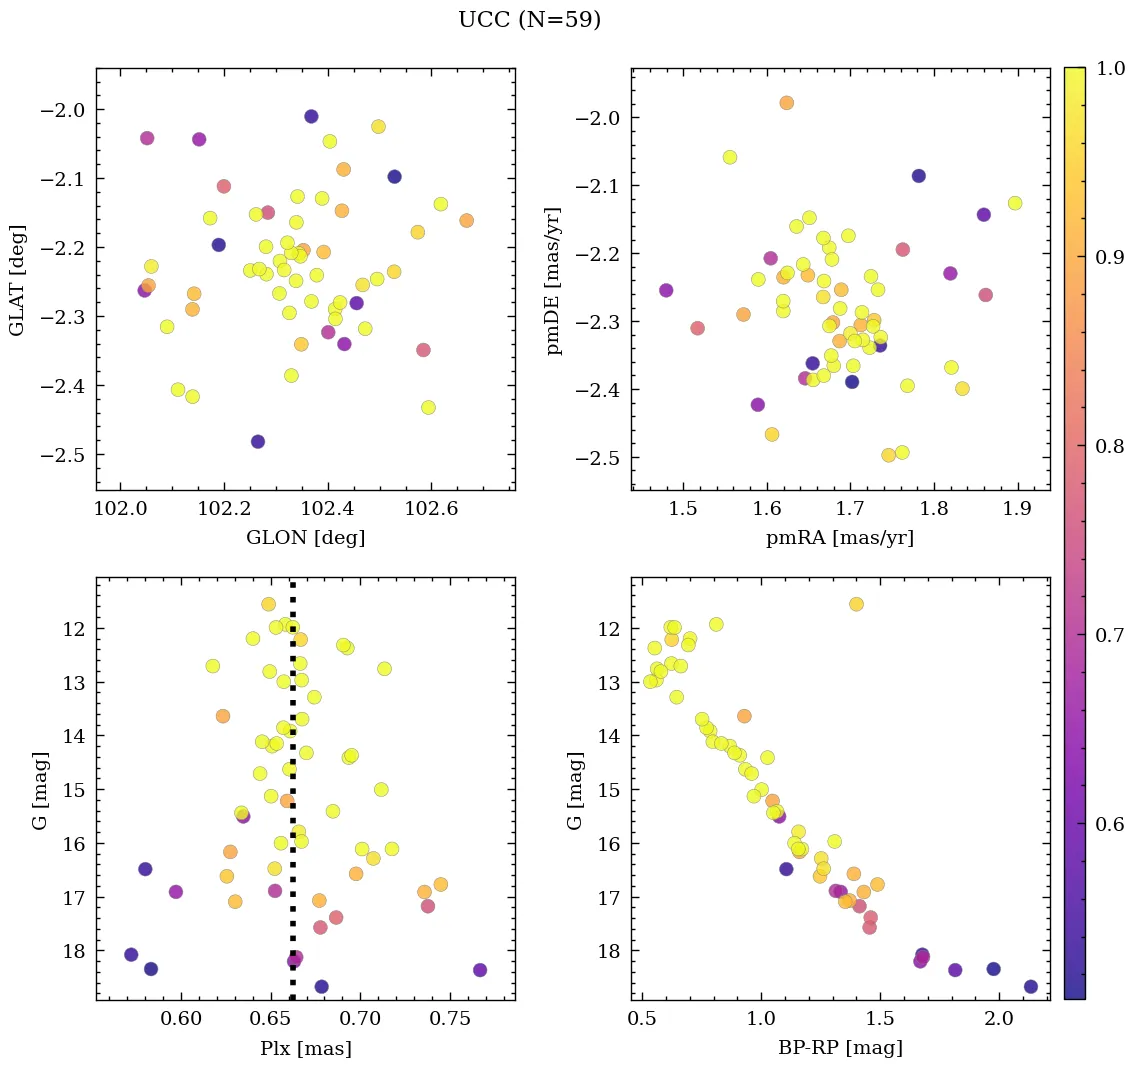 UCC (N=59)
−2.0
−2.1
−2.2
−2.3
−2.4
−2.5
GLAT [deg]
102.0 102.2 102.4 102.6
GLON [deg]
−2.0
−2.1
−2.2
−2.3
−2.4
−2.5
pmDE [mas/yr]
1.5 1.6 1.7 1.8 1.9
pmRA [mas/yr]
1.0
0.9
0.8
0.7
0.6
12
13
14
15
16
17
18
G [mag]
0.60 0.65 0.70 0.75
Plx [mas]
12
13
14
15
16
17
18
G [mag]
0.5 1.0 1.5 2.0
BP-RP [mag]